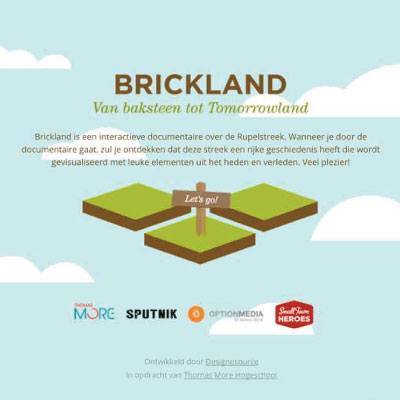 BRICKLAND
Van baksteen tot Tomorrowland
Brickland is een interactieve documentaire over de Rupelstreek. Wanneer je door de
documentaire gaat, zul je ontdekken dat deze streek een rijke geschiedenis heeft die wordt
gevisualiseerd met leuke elementen uit het heden en verleden. Veel plezier!
Let's go!
THOMAS
MORE
SPUTNIK
OPTIONMEDIA
Small Town
HEROES
Ontwikkeld door Designosource
In opdracht van Thomas More Hogeschool